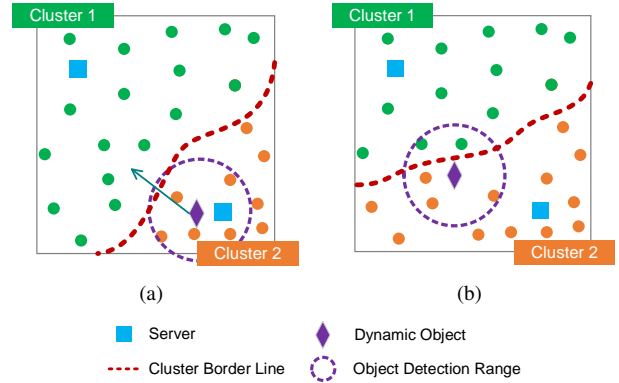 Cluster 1
Cluster 1
Cluster 2
Cluster 2
(a)
(b)
Server
Dynamic Object
Cluster Border Line
Object Detection Range